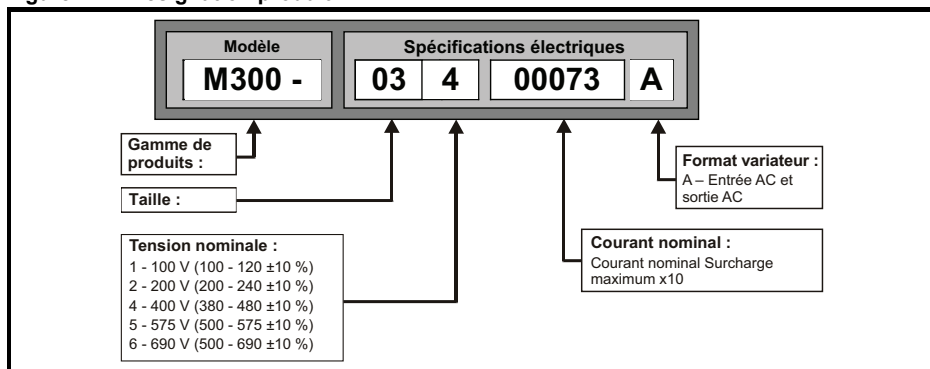 Modèle
M300 -
Spécifications électriques
03 4 00073 A
Gamme de
produits :
Taille :
Tension nominale :
1 - 100 V (100 - 120 ±10 %)
2 - 200 V (200 - 240 ±10 %)
4 - 400 V (380 - 480 ±10 %)
5 - 575 V (500 - 575 ±10 %)
6 - 690 V (500 - 690 ±10 %)
Courant nominal :
Courant nominal Surcharge
maximum x10
Format variateur :
A – Entrée AC et
sortie AC